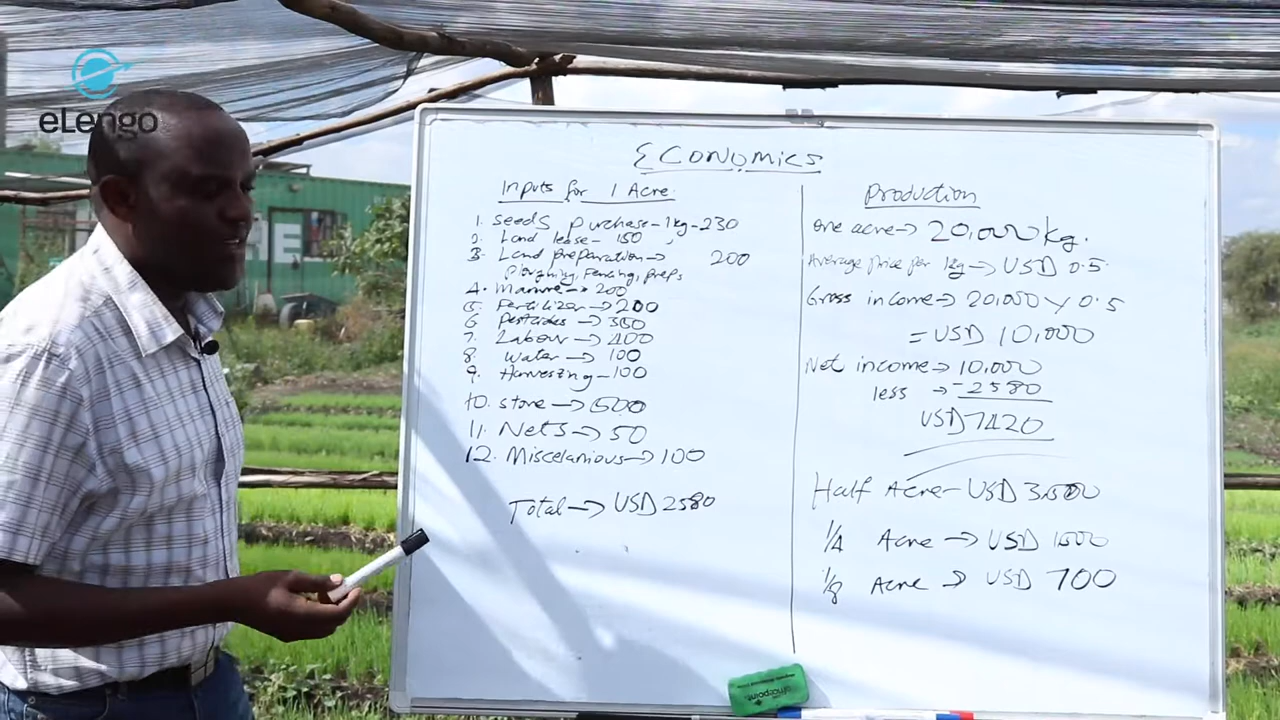 eLengo
ECONOMICS
Inputs for 1 Acre.
1. Seeds purchase - 1kg - 230
2. Land lease - 150
3. Land preparation → 200
Ploughing, Fencing, preps
4. Manure → 200
5. Fertilizer → 200
6. Pesticides → 300
7. Labour → 400
8. Water → 100
9. Harvesting - 100
10. Store → 500
11. Nets → 50
12. Miscelanious → 100
Total → USD 2580
Production
One acre → 20,000 kg.
Average price per 1kg → USD 0.5
Gross income → 20,000 x 0.5
= USD 10,000
Net income → 10,000
less → - 2580
USD 7420
Half Acre - USD 3,500
1/4 Acre → USD 1500
1/8 Acre → USD 700
officepoint